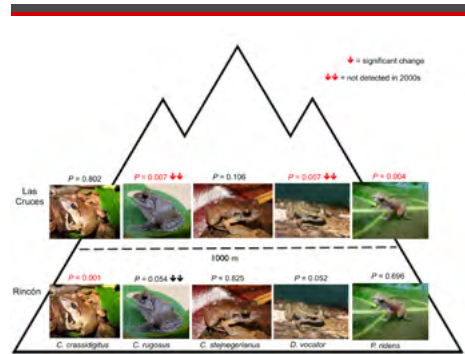 ↓ = significant change
↓↓ = not detected in 2000s
P = 0.802 P = 0.007 ↓↓ P = 0.106 P = 0.007 ↓↓ P = 0.004
Las
Cruces
1000 m
P = 0.001 P = 0.054 ↓↓ P = 0.825 P = 0.052 P = 0.696
Rincón
C. crassidigitus C. rugosus C. stejnegerianus D. vocator P. ridens